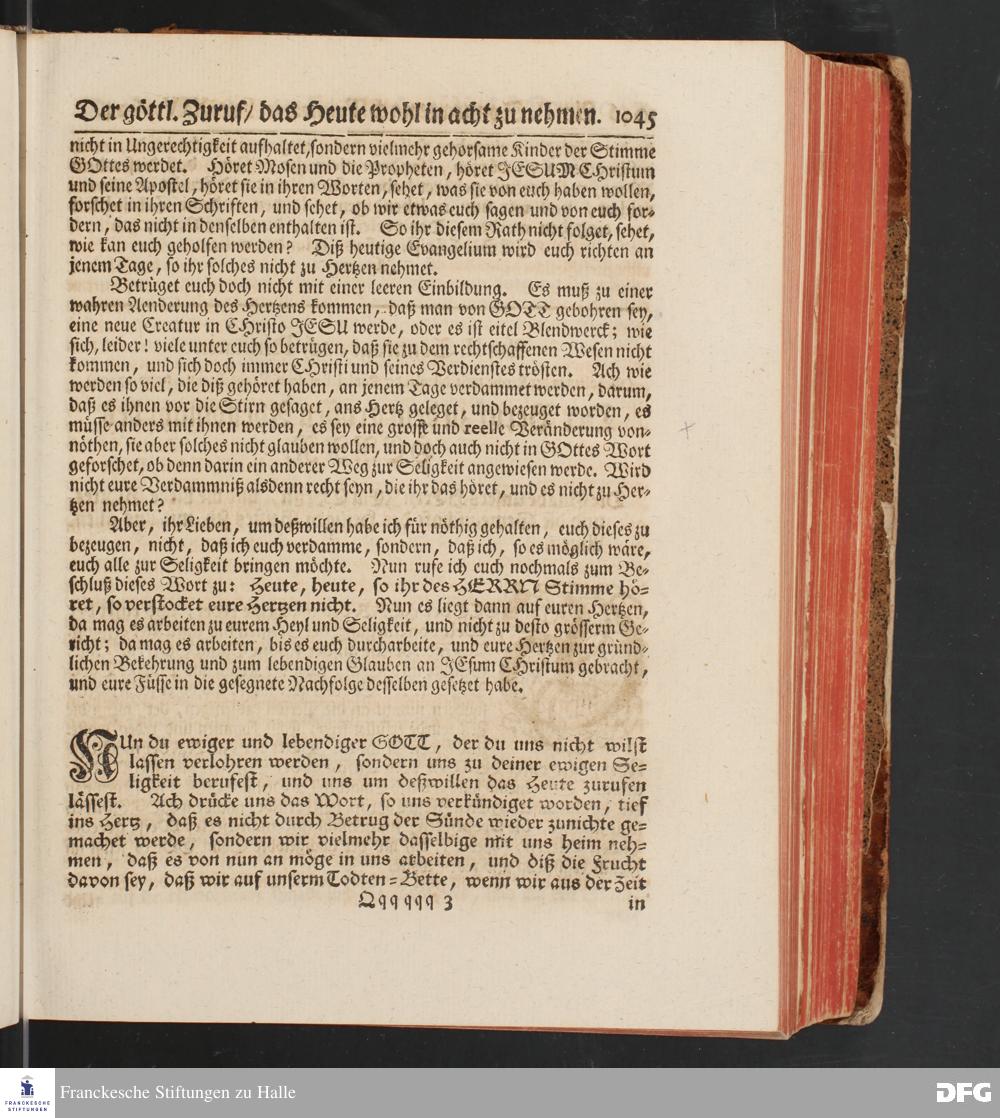 Der göttl. Zuruf/ das Heute wohl in acht zu nehmen. 1045
nicht in Ungerechtigkeit aufhaltet, sondern vielmehr gehorsame Kinder der Stimme
GOttes werdet. Höret Mosen und die Propheten, höret JESUM CHristum
und seine Apostel, höret sie in ihren Worten, sehet, was sie von euch haben wollen,
forschet in ihren Schriften, und sehet, ob wir etwas euch sagen und von euch for-
dern, das nicht in denselben enthalten ist. So ihr diesem Rath nicht folget, sehet,
wie kan euch geholfen werden? Diß heutige Evangelium wird euch richten an
jenem Tage, so ihr solches nicht zu Hertzen nehmet.
Betrüget euch doch nicht mit einer leeren Einbildung. Es muß zu einer
wahren Aenderung des Hertzens kommen, daß man von GOTT gebohren sey,
eine neue Creatur in CHristo JESU werde, oder es ist eitel Blendwerck; wie
sich, leider! viele unter euch so betrügen, daß sie zu dem rechtschaffenen Wesen nicht
kommen, und sich doch immer CHristi und seines Verdienstes trösten. Ach wie
werden so viel, die diß gehöret haben, an jenem Tage verdammet werden, darum,
daß es ihnen vor die Stirn gesaget, ans Hertz geleget, und bezeuget worden, es
müsse anders mit ihnen werden, es sey eine grosse und reelle Veränderung von-
nöthen, sie aber solches nicht glauben wollen, und doch auch nicht in GOttes Wort
geforschet, ob denn darin ein anderer Weg zur Seligkeit angewiesen werde. Wird
nicht eure Verdammniß alsdenn recht seyn, die ihr das höret, und es nicht zu Her-
tzen nehmet?
Aber, ihr Lieben, um deßwillen habe ich für nöthig gehalten, euch dieses zu
bezeugen, nicht, daß ich euch verdamme, sondern, daß ich, so es möglich wäre,
euch alle zur Seligkeit bringen möchte. Nun rufe ich euch nochmals zum Be-
schluß dieses Wort zu: Heute, heute, so ihr des HERRN Stimme hö-
ret, so verstocket eure Hertzen nicht. Nun es liegt dann auf euren Hertzen,
da mag es arbeiten zu eurem Heyl und Seligkeit, und nicht zu desto grösserm Ge-
richt; da mag es arbeiten, bis es euch durcharbeite, und eure Hertzen zur gründ-
lichen Bekehrung und zum lebendigen Glauben an JEsum CHristum gebracht,
und eure Füsse in die gesegnete Nachfolge desselben gesetzet habe.
NUn du ewiger und lebendiger GOTT, der du uns nicht wilst
lassen verlohren werden, sondern uns zu deiner ewigen Se-
ligkeit berufest, und uns um deßwillen das Heute zurufen
lässest. Ach drücke uns das Wort, so uns verkündiget worden, tief
ins Hertz, daß es nicht durch Betrug der Sünde wieder zunichte ge-
machet werde, sondern wir vielmehr dasselbige mit uns heim neh-
men, daß es von nun an möge in uns arbeiten, und diß die Frucht
davon sey, daß wir auf unserm Todten-Bette, wenn wir aus der Zeit
Qqqqqq 3 in
FRANCKESCHE
STIFTUNGEN
Franckesche Stiftungen zu Halle
DFG